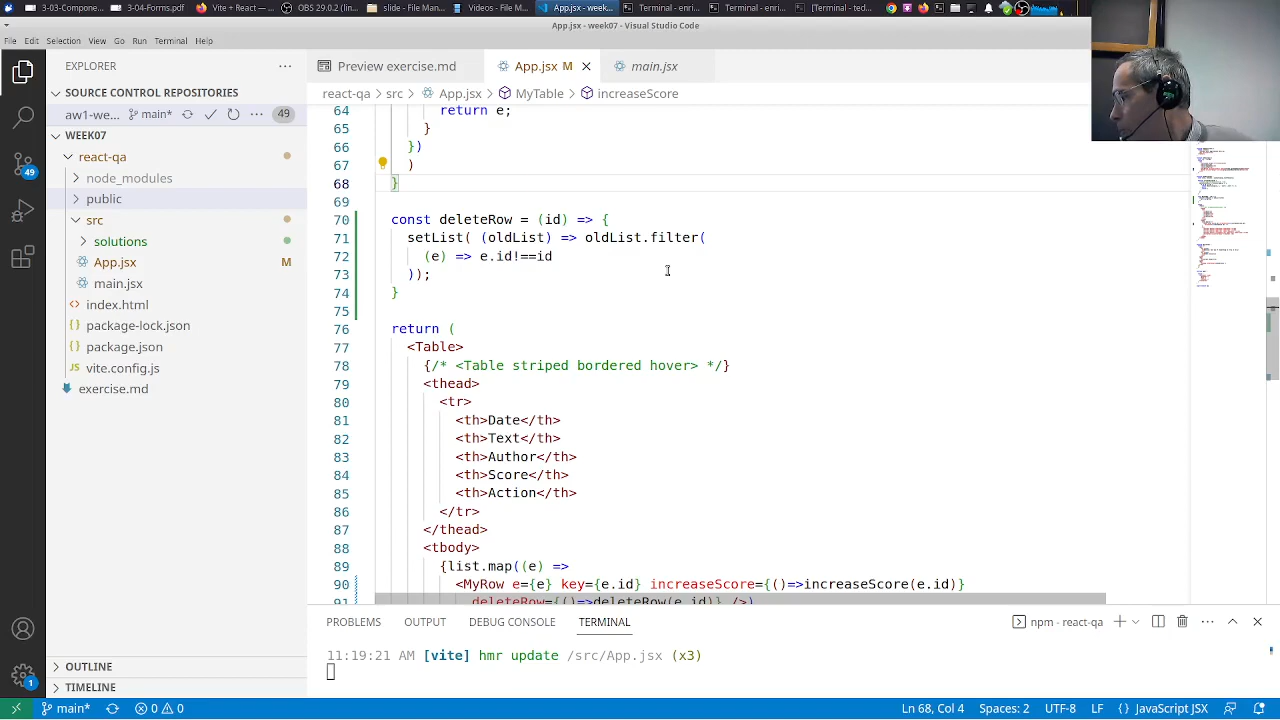 3-03-Compone...
Slide - File Man...
Videos - File M...
Vite + React — ...
OBS 29.0.2 (lin...
App.jsx - week...
Terminal - enri...
Terminal - enri...
[Terminal - ted...
App.jsx - week07 - Visual Studio Code
File Edit Selection View Go Run Terminal Help
EXPLORER
SOURCE CONTROL REPOSITORIES
aw1-we... main* 49
WEEK07
react-qa
node_modules
public
src
solutions
App.jsx M
main.jsx
index.html
package-lock.json
package.json
JS vite.config.js
exercise.md
OUTLINE
TIMELINE
49
1
Preview exercise.md App.jsx M main.jsx
react-qa > src > App.jsx > MyTable > increaseScore
64 return e;
65 }
66 })
67 )
68 }
69
70 const deleteRow = (id) => {
71 setList( (oldList) => oldList.filter(
72 (e) => e.id!==id
73 ));
74 }
75
76 return (
77 <Table>
78 {/* <Table striped bordered hover> */}
79 <thead>
80 <tr>
81 <th>Date</th>
82 <th>Text</th>
83 <th>Author</th>
84 <th>Score</th>
85 <th>Action</th>
86 </tr>
87 </thead>
88 <tbody>
89 {list.map((e) =>
90 <MyRow e={e} key={e.id} increaseScore={()=>increaseScore(e.id)}
91 deleteRow={()=>deleteRow(e.id)} />)
PROBLEMS OUTPUT DEBUG CONSOLE TERMINAL npm - react-qa
11:19:21 AM [vite] hmr update /src/App.jsx (x3)
main* 0 0 Ln 68, Col 4 Spaces: 2 UTF-8 LF {} JavaScript JSX